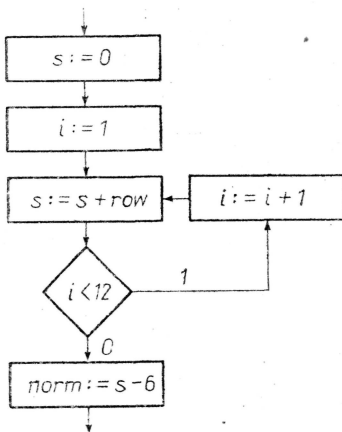 s:=0
i:=1
s:=s+row
i:=i+1
i<12
1
0
norm:=s-6